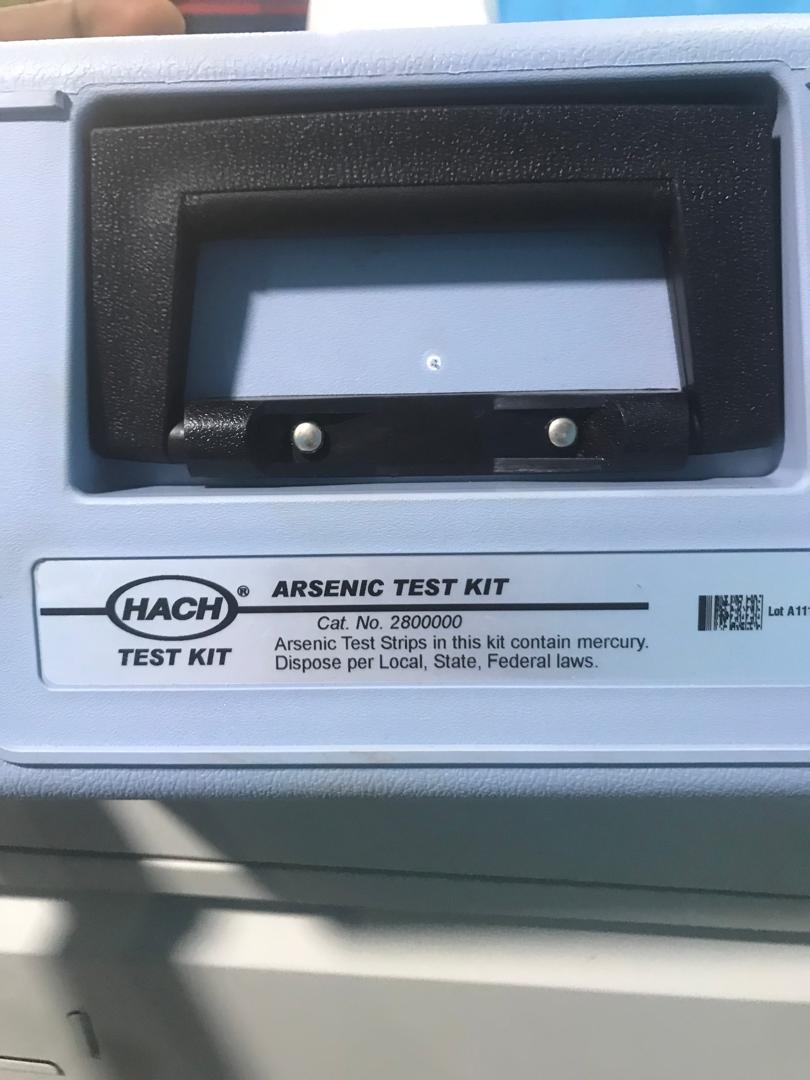 HACH®
TEST KIT
ARSENIC TEST KIT
Cat. No. 2800000
Arsenic Test Strips in this kit contain mercury.
Dispose per Local, State, Federal laws.
Lot A11